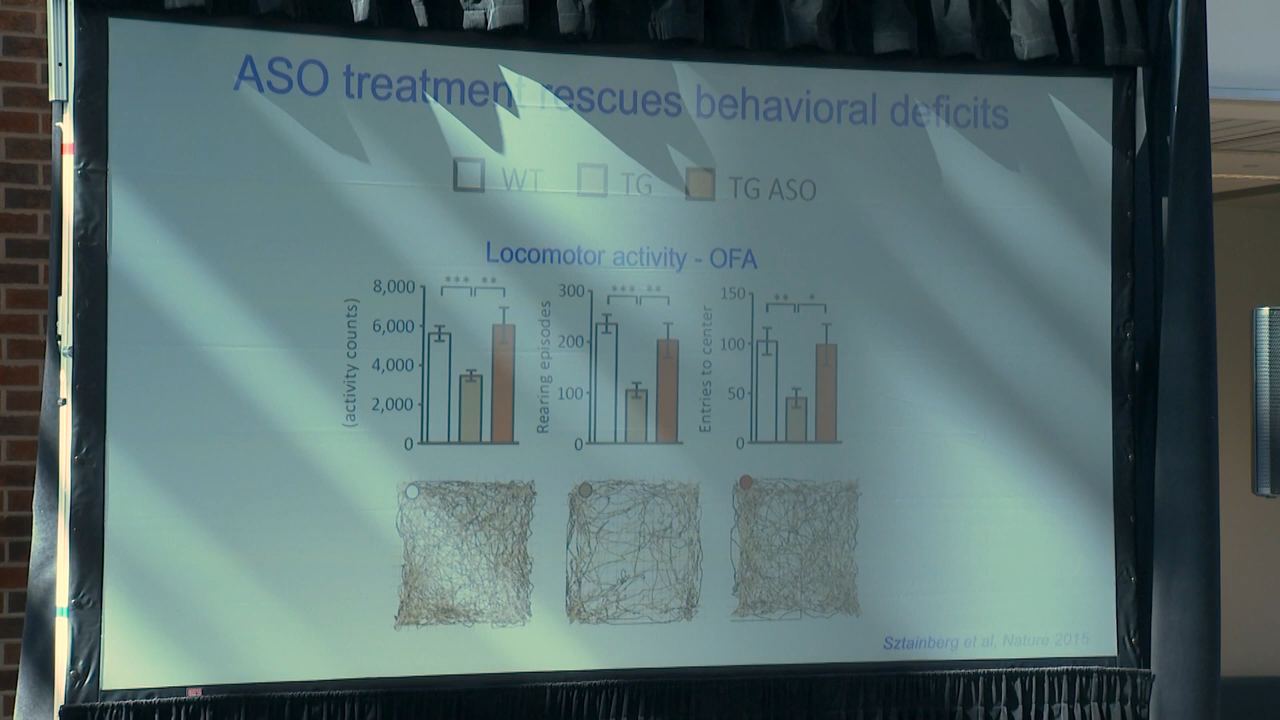 ASO treatment rescues behavioral deficits
WT TG TG ASO
Locomotor activity - OFA
(activity counts)
8,000
6,000
4,000
2,000
0
*** **
Rearing episodes
300
200
100
0
*** **
Entries to center
150
100
50
0
** *
Sztainberg et al, Nature 2015